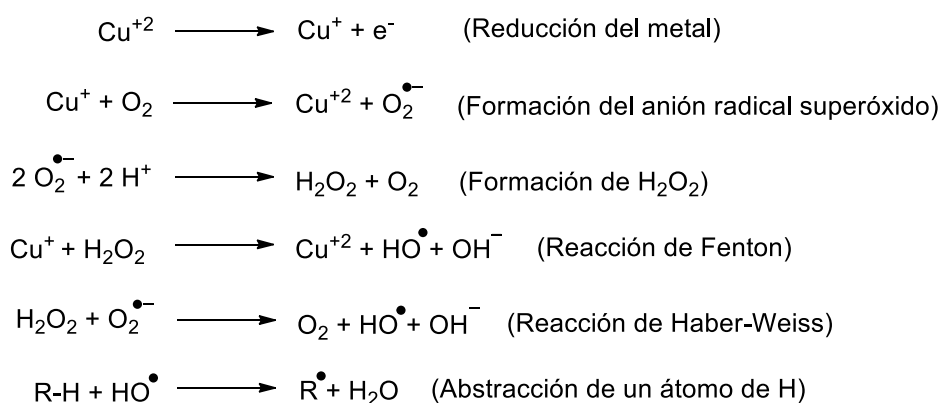 Cu⁺² ⟶ Cu⁺ + e⁻ (Reducción del metal)
Cu⁺ + O₂ ⟶ Cu⁺² + O₂•⁻ (Formación del anión radical superóxido)
2 O₂•⁻ + 2 H⁺ ⟶ H₂O₂ + O₂ (Formación de H₂O₂)
Cu⁺ + H₂O₂ ⟶ Cu⁺² + HO• + OH⁻ (Reacción de Fenton)
H₂O₂ + O₂•⁻ ⟶ O₂ + HO• + OH⁻ (Reacción de Haber-Weiss)
R-H + HO• ⟶ R• + H₂O (Abstracción de un átomo de H)